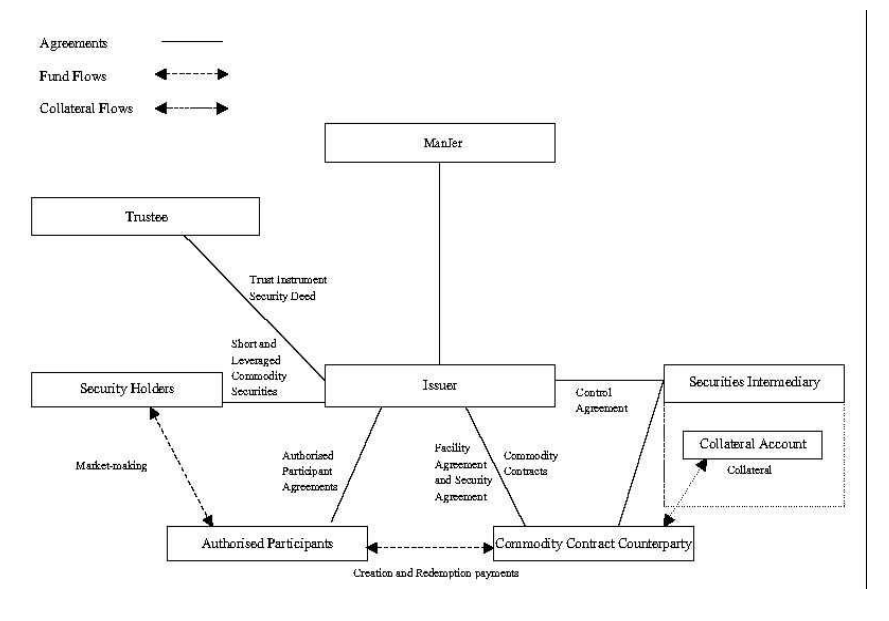 Agreements
Fund Flows
Collateral Flows
ManJer
Trustee
Trust Instrument
Security Deed
Short and
Leveraged
Commodity
Securities
Security Holders
Issuer
Securities Intermediary
Control
Agreement
Collateral Account
Collateral
Market-making
Authorised
Participant
Agreements
Facility
Agreement
and Security
Agreement
Commodity
Contracts
Authorised Participants
Commodity Contract Counterparty
Creation and Redemption payments